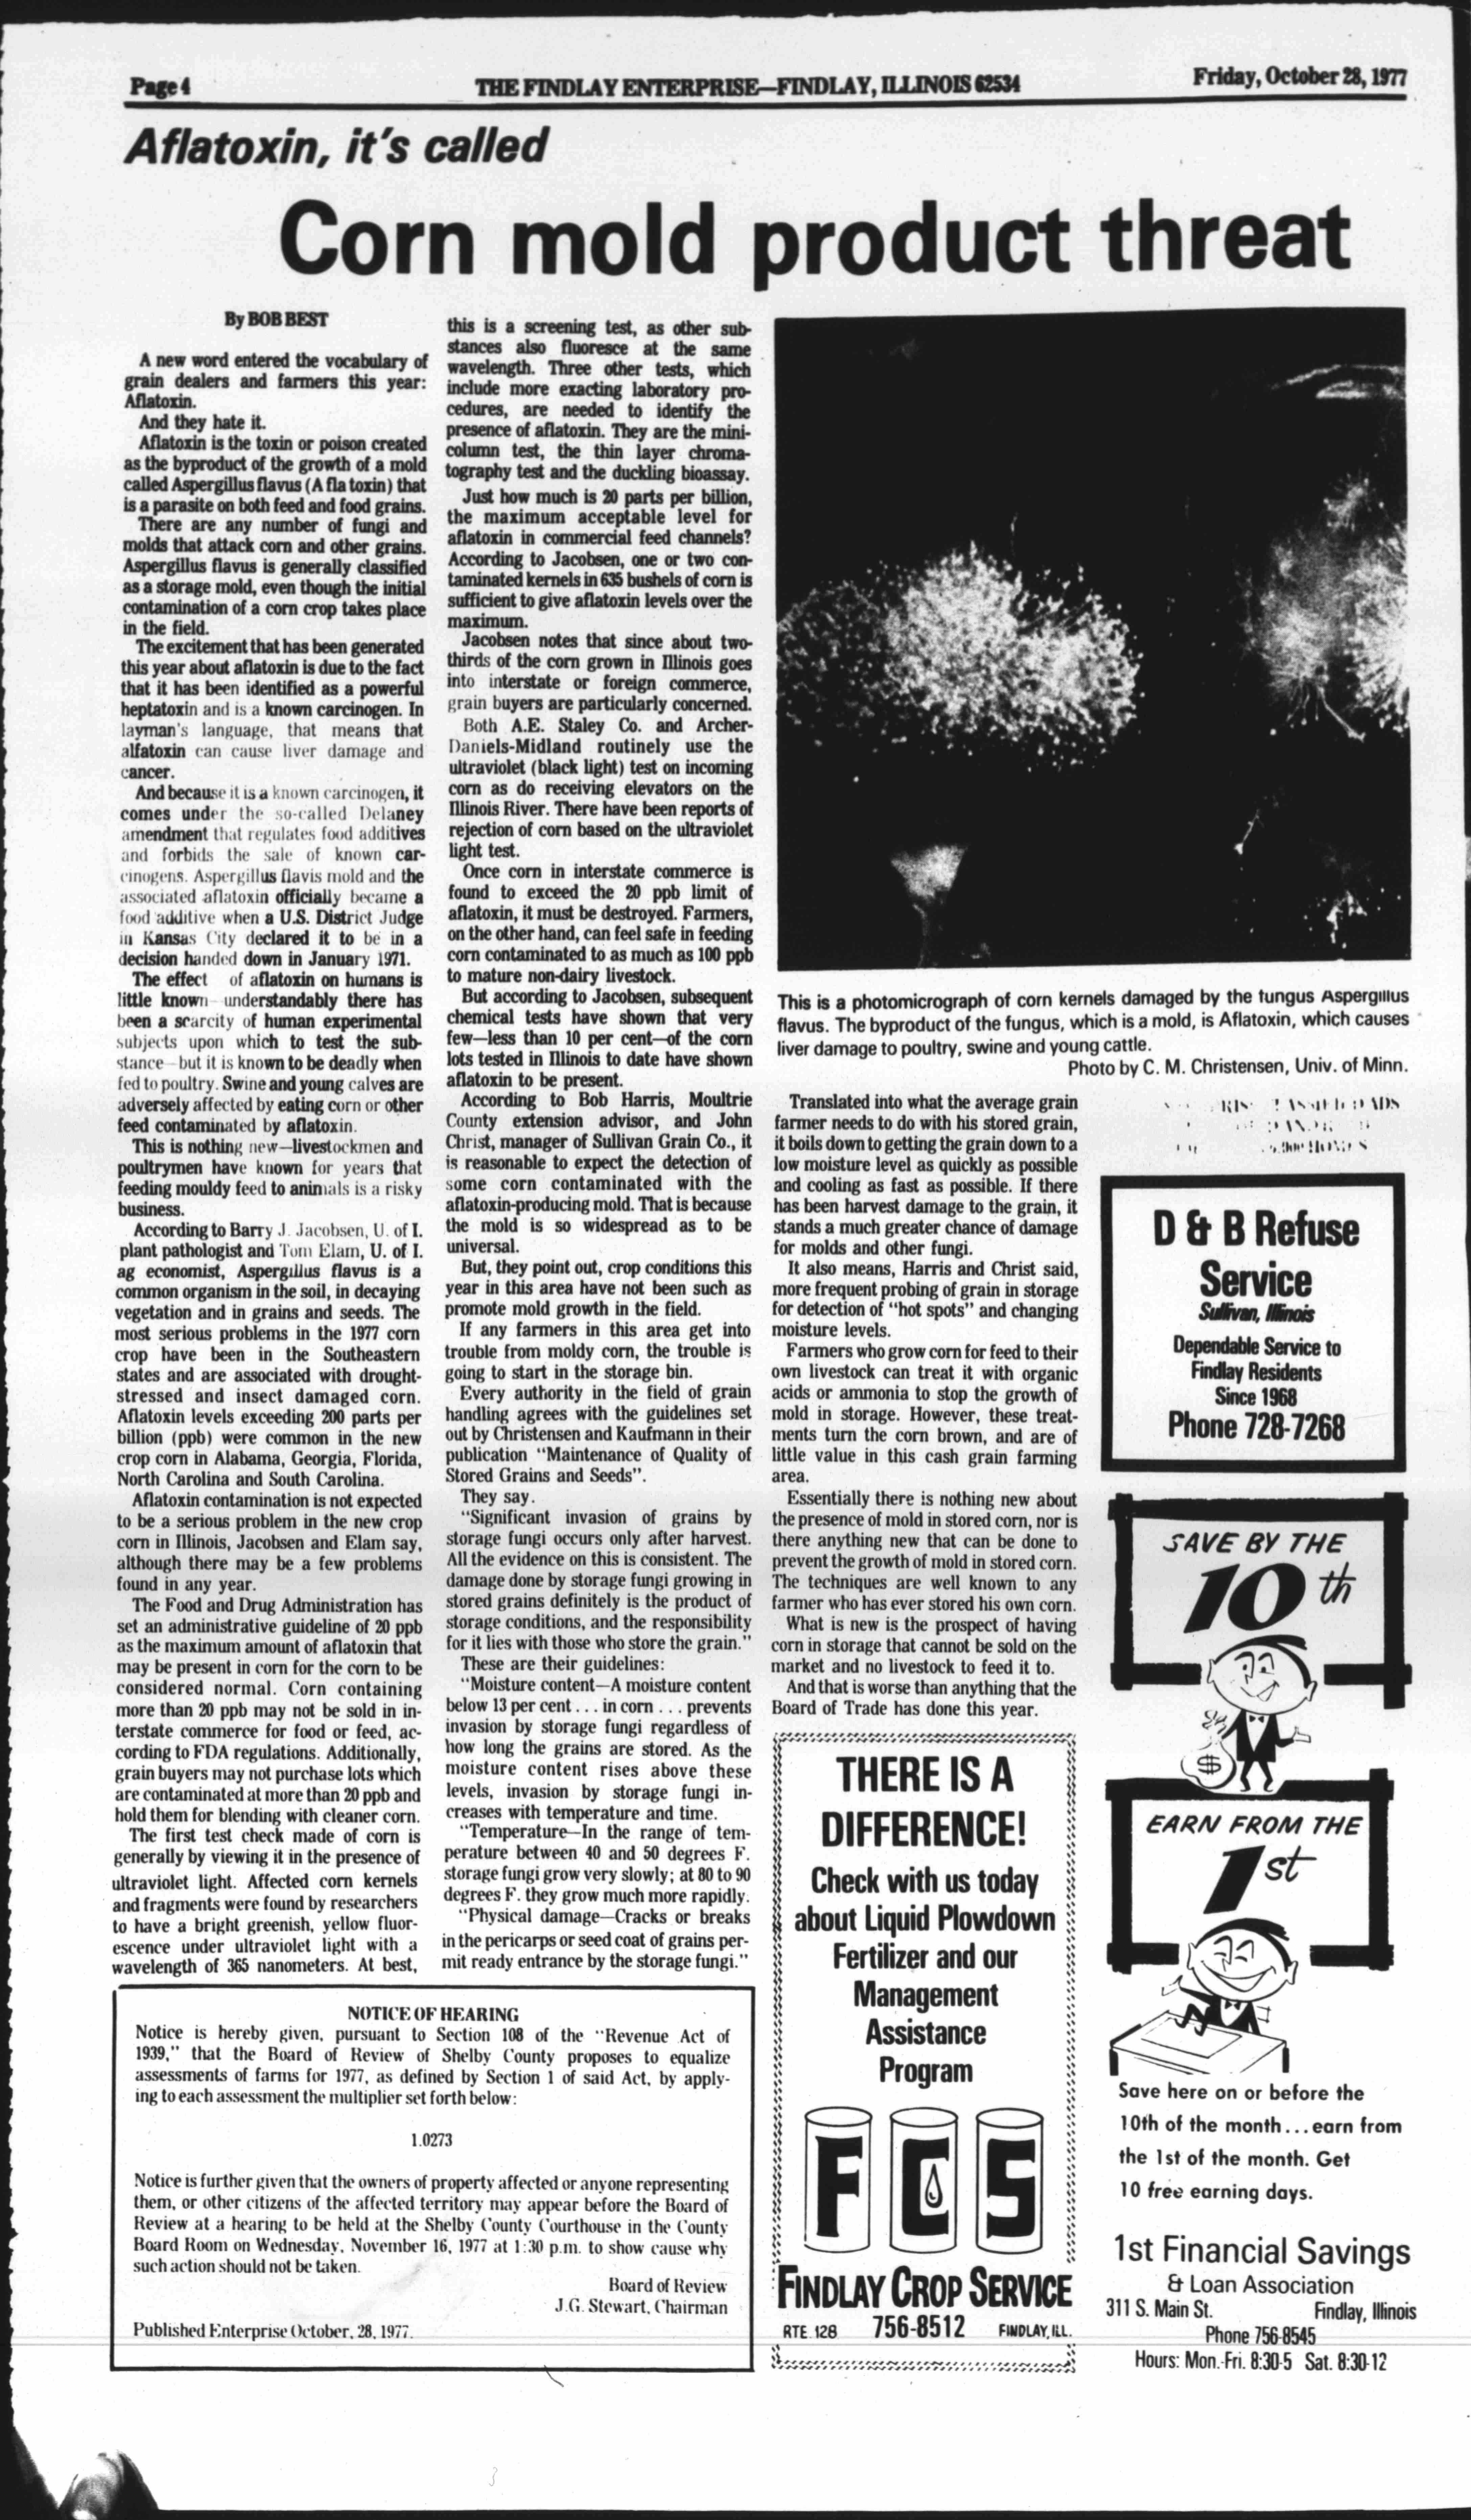 Page 4
THE FINDLAY ENTERPRISE—FINDLAY, ILLINOIS 62534
Friday, October 28, 1977
Aflatoxin, it's called
Corn mold product threat
By BOB BEST
A new word entered the vocabulary of
grain dealers and farmers this year:
Aflatoxin.
And they hate it.
Aflatoxin is the toxin or poison created
as the byproduct of the growth of a mold
called Aspergillus flavus (A fla toxin) that
is a parasite on both feed and food grains.
There are any number of fungi and
molds that attack corn and other grains.
Aspergillus flavus is generally classified
as a storage mold, even though the initial
contamination of a corn crop takes place
in the field.
The excitement that has been generated
this year about aflatoxin is due to the fact
that it has been identified as a powerful
heptatoxin and is a known carcinogen. In
layman's language, that means that
alfatoxin can cause liver damage and
cancer.
And because it is a known carcinogen, it
comes under the so-called Delaney
amendment that regulates food additives
and forbids the sale of known car-
cinogens. Aspergillus flavis mold and the
associated aflatoxin officially became a
food additive when a U.S. District Judge
in Kansas City declared it to be in a
decision handed down in January 1971.
The effect of aflatoxin on humans is
little known—understandably there has
been a scarcity of human experimental
subjects upon which to test the sub-
stance—but it is known to be deadly when
fed to poultry. Swine and young calves are
adversely affected by eating corn or other
feed contaminated by aflatoxin.
This is nothing new—livestockmen and
poultrymen have known for years that
feeding mouldy feed to animals is a risky
business.
According to Barry J. Jacobsen, U. of I.
plant pathologist and Tom Elam, U. of I.
ag economist, Aspergillus flavus is a
common organism in the soil, in decaying
vegetation and in grains and seeds. The
most serious problems in the 1977 corn
crop have been in the Southeastern
states and are associated with drought-
stressed and insect damaged corn.
Aflatoxin levels exceeding 200 parts per
billion (ppb) were common in the new
crop corn in Alabama, Georgia, Florida,
North Carolina and South Carolina.
Aflatoxin contamination is not expected
to be a serious problem in the new crop
corn in Illinois, Jacobsen and Elam say,
although there may be a few problems
found in any year.
The Food and Drug Administration has
set an administrative guideline of 20 ppb
as the maximum amount of aflatoxin that
may be present in corn for the corn to be
considered normal. Corn containing
more than 20 ppb may not be sold in in-
terstate commerce for food or feed, ac-
cording to FDA regulations. Additionally,
grain buyers may not purchase lots which
are contaminated at more than 20 ppb and
hold them for blending with cleaner corn.
The first test check made of corn is
generally by viewing it in the presence of
ultraviolet light. Affected corn kernels
and fragments were found by researchers
to have a bright greenish, yellow fluor-
escence under ultraviolet light with a
wavelength of 365 nanometers. At best,
this is a screening test, as other sub-
stances also fluoresce at the same
wavelength. Three other tests, which
include more exacting laboratory pro-
cedures, are needed to identify the
presence of aflatoxin. They are the mini-
column test, the thin layer chroma-
tography test and the duckling bioassay.
Just how much is 20 parts per billion,
the maximum acceptable level for
aflatoxin in commercial feed channels?
According to Jacobsen, one or two con-
taminated kernels in 635 bushels of corn is
sufficient to give aflatoxin levels over the
maximum.
Jacobsen notes that since about two-
thirds of the corn grown in Illinois goes
into interstate or foreign commerce,
grain buyers are particularly concerned.
Both A.E. Staley Co. and Archer-
Daniels-Midland routinely use the
ultraviolet (black light) test on incoming
corn as do receiving elevators on the
Illinois River. There have been reports of
rejection of corn based on the ultraviolet
light test.
Once corn in interstate commerce is
found to exceed the 20 ppb limit of
aflatoxin, it must be destroyed. Farmers,
on the other hand, can feel safe in feeding
corn contaminated to as much as 100 ppb
to mature non-dairy livestock.
But according to Jacobsen, subsequent
chemical tests have shown that very
few—less than 10 per cent—of the corn
lots tested in Illinois to date have shown
aflatoxin to be present.
According to Bob Harris, Moultrie
County extension advisor, and John
Christ, manager of Sullivan Grain Co., it
is reasonable to expect the detection of
some corn contaminated with the
aflatoxin-producing mold. That is because
the mold is so widespread as to be
universal.
But, they point out, crop conditions this
year in this area have not been such as
promote mold growth in the field.
If any farmers in this area get into
trouble from moldy corn, the trouble is
going to start in the storage bin.
Every authority in the field of grain
handling agrees with the guidelines set
out by Christensen and Kaufmann in their
publication "Maintenance of Quality of
Stored Grains and Seeds".
They say.
"Significant invasion of grains by
storage fungi occurs only after harvest.
All the evidence on this is consistent. The
damage done by storage fungi growing in
stored grains definitely is the product of
storage conditions, and the responsibility
for it lies with those who store the grain."
These are their guidelines:
"Moisture content—A moisture content
below 13 per cent . . . in corn . . . prevents
invasion by storage fungi regardless of
how long the grains are stored. As the
moisture content rises above these
levels, invasion by storage fungi in-
creases with temperature and time.
"Temperature—In the range of tem-
perature between 40 and 50 degrees F.
storage fungi grow very slowly; at 80 to 90
degrees F. they grow much more rapidly.
"Physical damage—Cracks or breaks
in the pericarps or seed coat of grains per-
mit ready entrance by the storage fungi."
This is a photomicrograph of corn kernels damaged by the fungus Aspergillus
flavus. The byproduct of the fungus, which is a mold, is Aflatoxin, which causes
liver damage to poultry, swine and young cattle.
Photo by C. M. Christensen, Univ. of Minn.
Translated into what the average grain
farmer needs to do with his stored grain,
it boils down to getting the grain down to a
low moisture level as quickly as possible
and cooling as fast as possible. If there
has been harvest damage to the grain, it
stands a much greater chance of damage
for molds and other fungi.
It also means, Harris and Christ said,
more frequent probing of grain in storage
for detection of "hot spots" and changing
moisture levels.
Farmers who grow corn for feed to their
own livestock can treat it with organic
acids or ammonia to stop the growth of
mold in storage. However, these treat-
ments turn the corn brown, and are of
little value in this cash grain farming
area.
Essentially there is nothing new about
the presence of mold in stored corn, nor is
there anything new that can be done to
prevent the growth of mold in stored corn.
The techniques are well known to any
farmer who has ever stored his own corn.
What is new is the prospect of having
corn in storage that cannot be sold on the
market and no livestock to feed it to.
And that is worse than anything that the
Board of Trade has done this year.
NOTICE OF HEARING
Notice is hereby given, pursuant to Section 108 of the "Revenue Act of
1939," that the Board of Review of Shelby County proposes to equalize
assessments of farms for 1977, as defined by Section 1 of said Act, by apply-
ing to each assessment the multiplier set forth below:
1.0273
Notice is further given that the owners of property affected or anyone representing
them, or other citizens of the affected territory may appear before the Board of
Review at a hearing to be held at the Shelby County Courthouse in the County
Board Room on Wednesday, November 16, 1977 at 1:30 p.m. to show cause why
such action should not be taken.
Board of Review
J.G. Stewart, Chairman
Published Enterprise October, 28, 1977.
THERE IS A
DIFFERENCE!
Check with us today
about Liquid Plowdown
Fertilizer and our
Management
Assistance
Program
FCS
FINDLAY CROP SERVICE
RTE. 128 756-8512 FINDLAY, ILL.
D & B Refuse
Service
Sullivan, Illinois
Dependable Service to
Findlay Residents
Since 1968
Phone 728-7268
SAVE BY THE
10th
$
EARN FROM THE
1st
Save here on or before the
10th of the month...earn from
the 1st of the month. Get
10 free earning days.
1st Financial Savings
& Loan Association
311 S. Main St. Findlay, Illinois
Phone 756-8545
Hours: Mon.-Fri. 8:30-5 Sat. 8:30-12